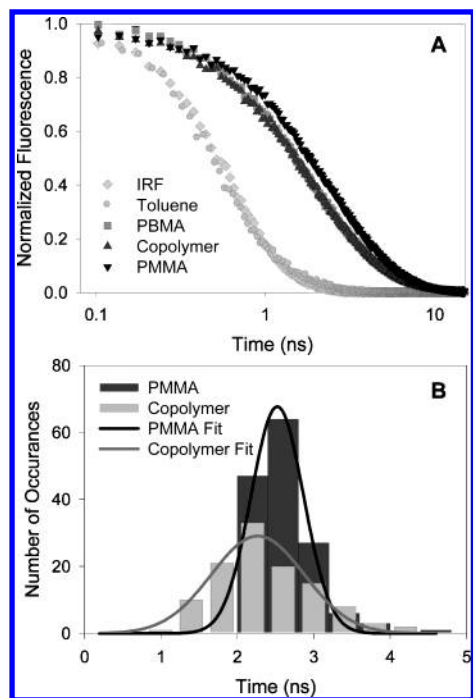 A
Normalized Fluorescence
1.0
0.8
0.6
0.4
0.2
0.0
IRF
Toluene
PBMA
Copolymer
PMMA
0.1
1
10
Time (ns)
B
Number of Occurances
80
60
40
20
0
PMMA
Copolymer
PMMA Fit
Copolymer Fit
0
1
2
3
4
5
Time (ns)